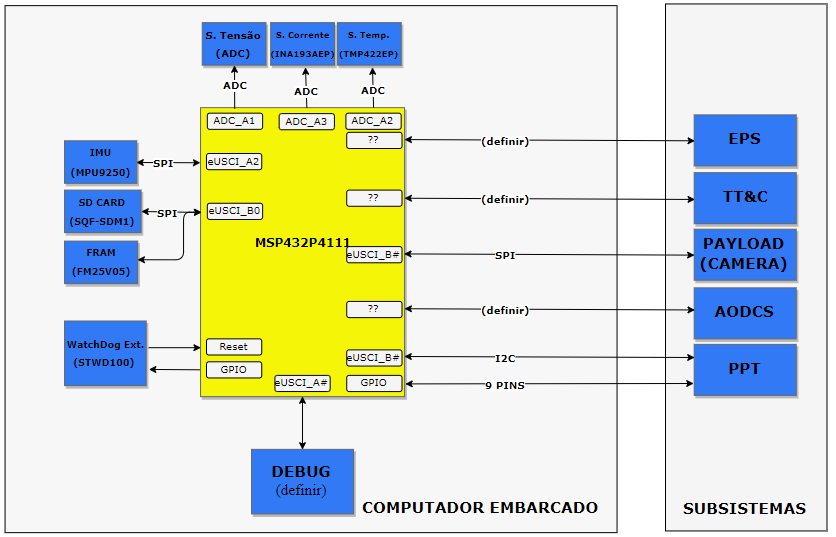 S. Tensão
(ADC)
S. Corrente
(INA193AEP)
S. Temp.
(TMP422EP)
ADC
ADC
ADC
ADC_A1
ADC_A3
ADC_A2
??
(definir)
EPS
IMU
(MPU9250)
SPI
eUSCI_A2
SD CARD
(SQF-SDM1)
SPI
eUSCI_B0
??
(definir)
TT&C
FRAM
(FM25V05)
MSP432P4111
eUSCI_B#
SPI
PAYLOAD
(CAMERA)
??
(definir)
AODCS
WatchDog Ext.
(STWD100)
Reset
GPIO
eUSCI_B#
I2C
PPT
eUSCI_A#
GPIO
9 PINS
DEBUG
(definir)
COMPUTADOR EMBARCADO
SUBSISTEMAS